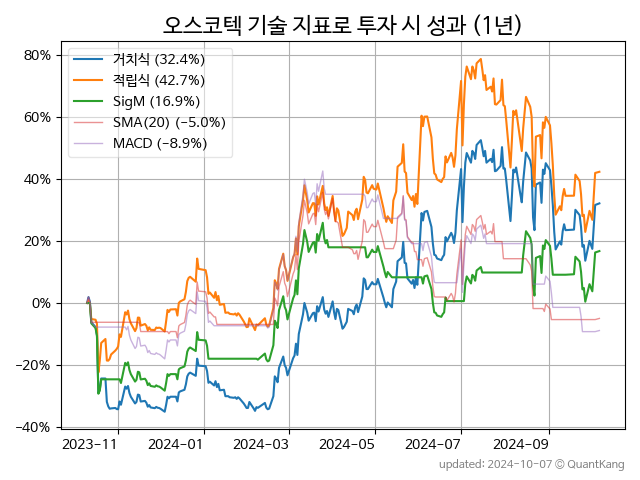 오스코텍 기술 지표로 투자 시 성과 (1년)
80%
60%
40%
20%
0%
−20%
−40%
거치식 (32.4%)
적립식 (42.7%)
SigM (16.9%)
SMA(20) (−5.0%)
MACD (−8.9%)
2023-11
2024-01
2024-03
2024-05
2024-07
2024-09
updated: 2024-10-07 © QuantKang